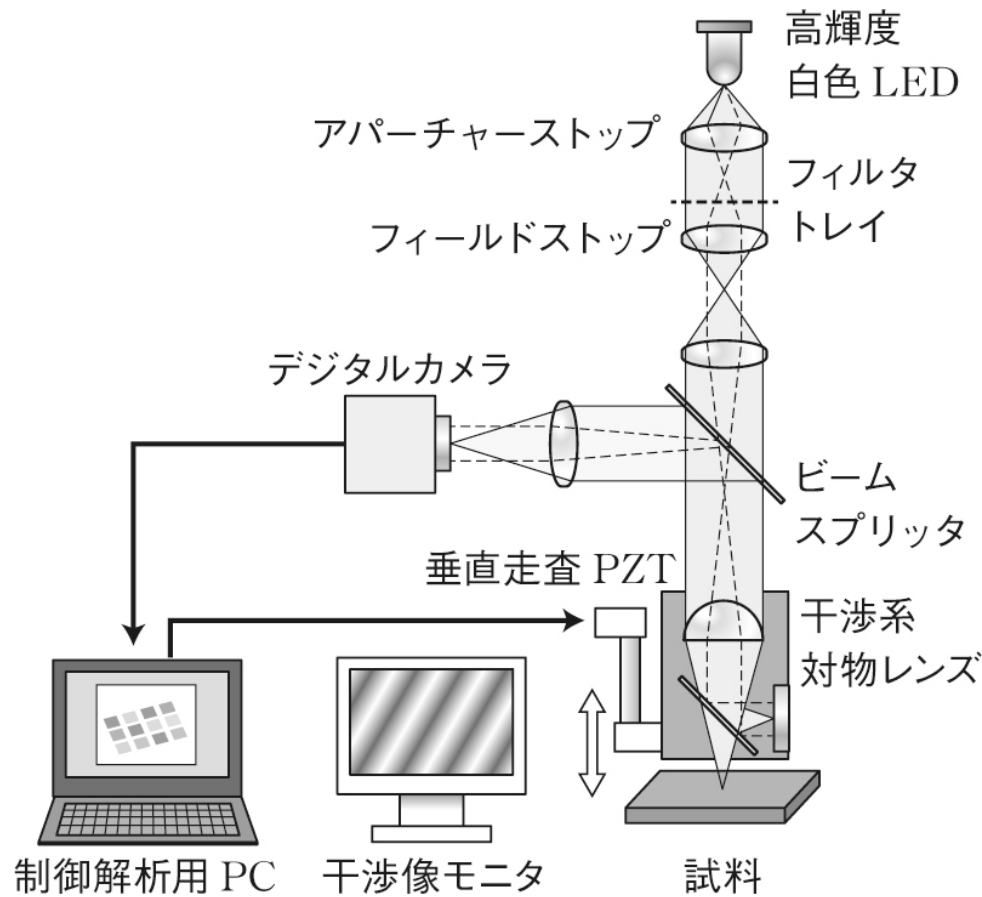 高輝度
白色 LED
アパーチャーストップ
フィルタ
トレイ
フィールドストップ
デジタルカメラ
ビーム
スプリッタ
垂直走査 PZT
干渉系
対物レンズ
制御解析用 PC
干渉像モニタ
試料